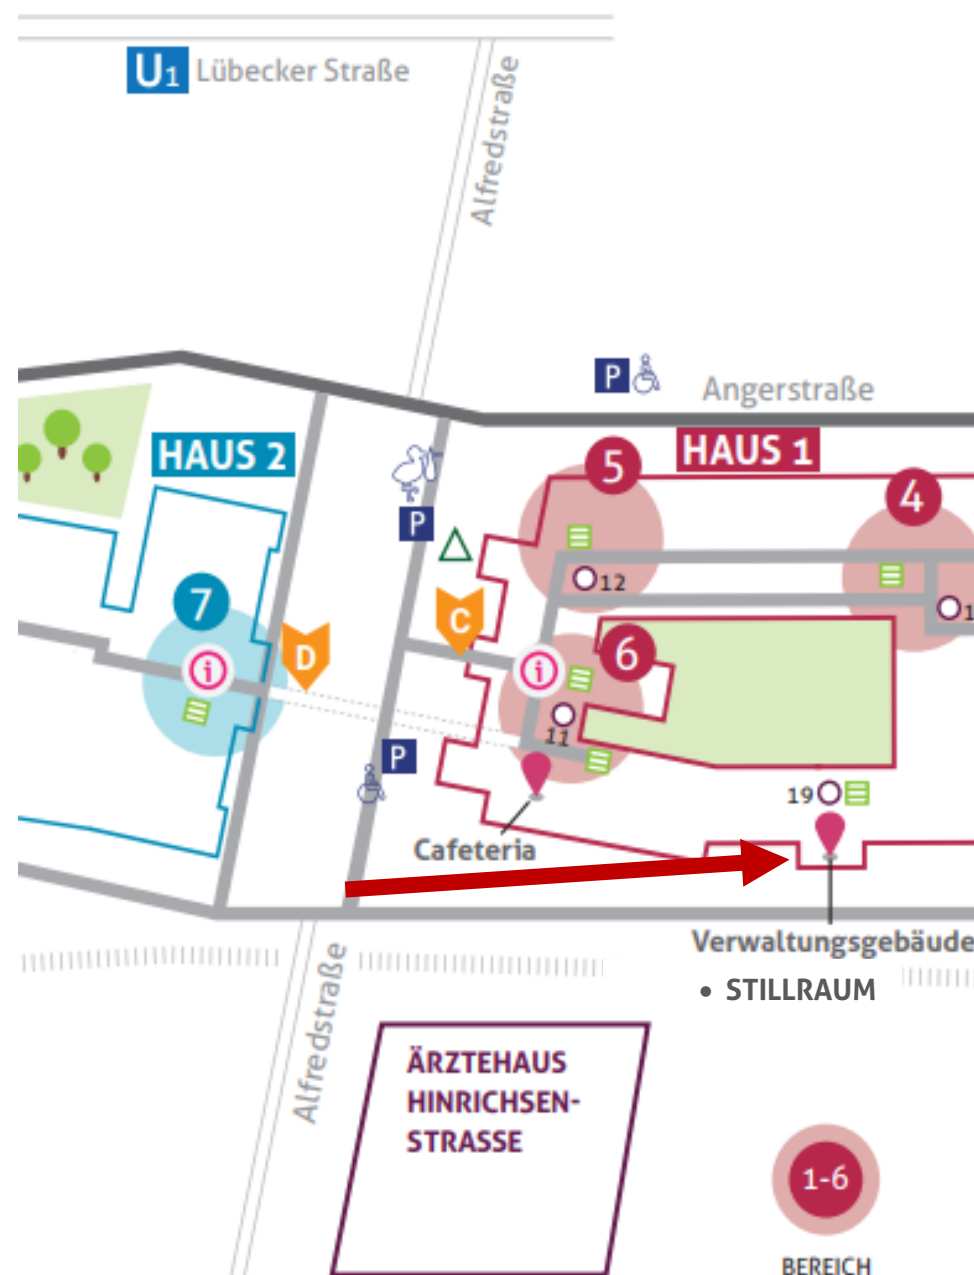 U1 Lübecker Straße
Alfredstraße
P
Angerstraße
HAUS 2
HAUS 1
5
4
P
12
7
C
D
i
i
6
11
P
19
Cafeteria
Verwaltungsgebäude
• STILLRAUM
Alfredstraße
ÄRZTEHAUS
HINRICHSEN-
STRASSE
1-6
BEREICH